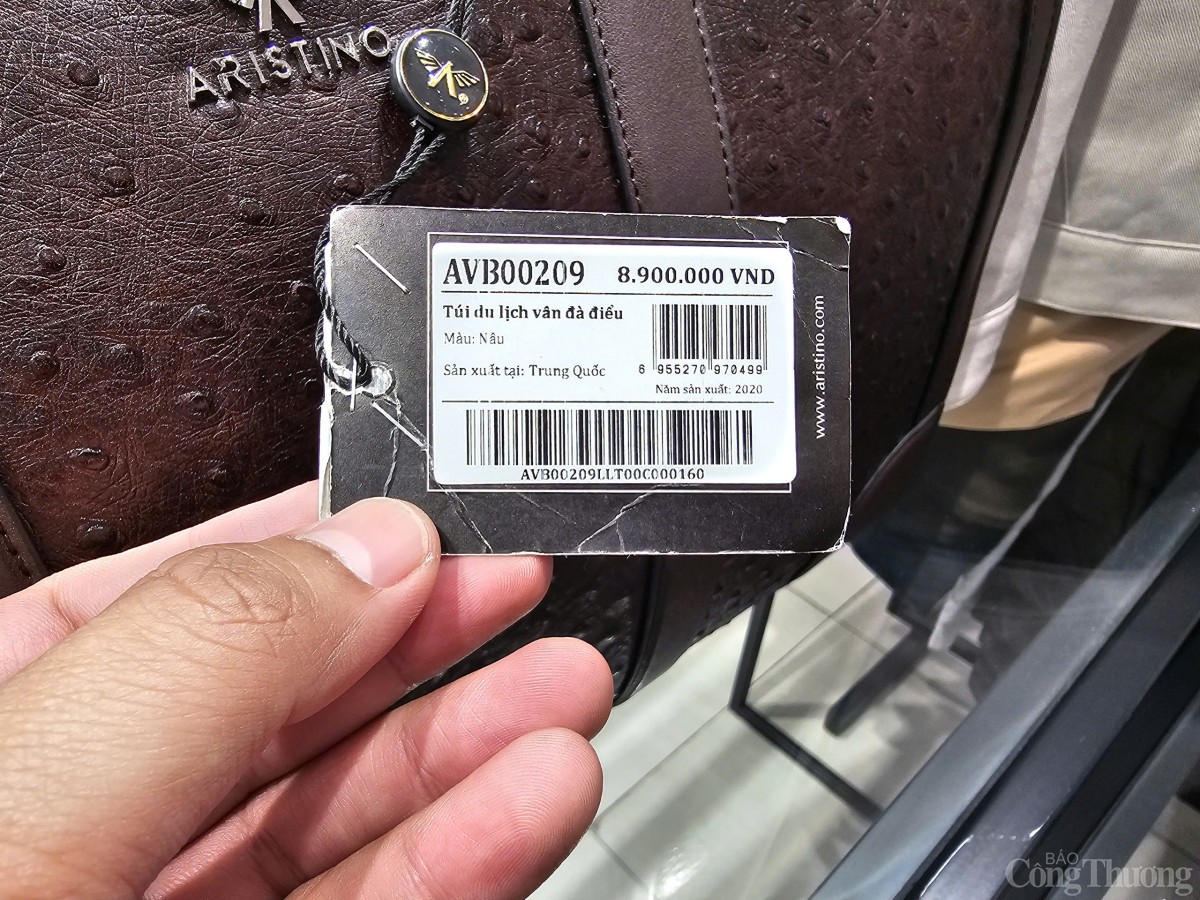 ARISTINO
AVB00209 8.900.000 VND
Túi du lịch vân đà điểu
Màu: Nâu
Sản xuất tại: Trung Quốc
6 955270 970499
Năm sản xuất: 2020
AVB00209LLT00C000160
www.aristino.com
BÁO
Công Thương